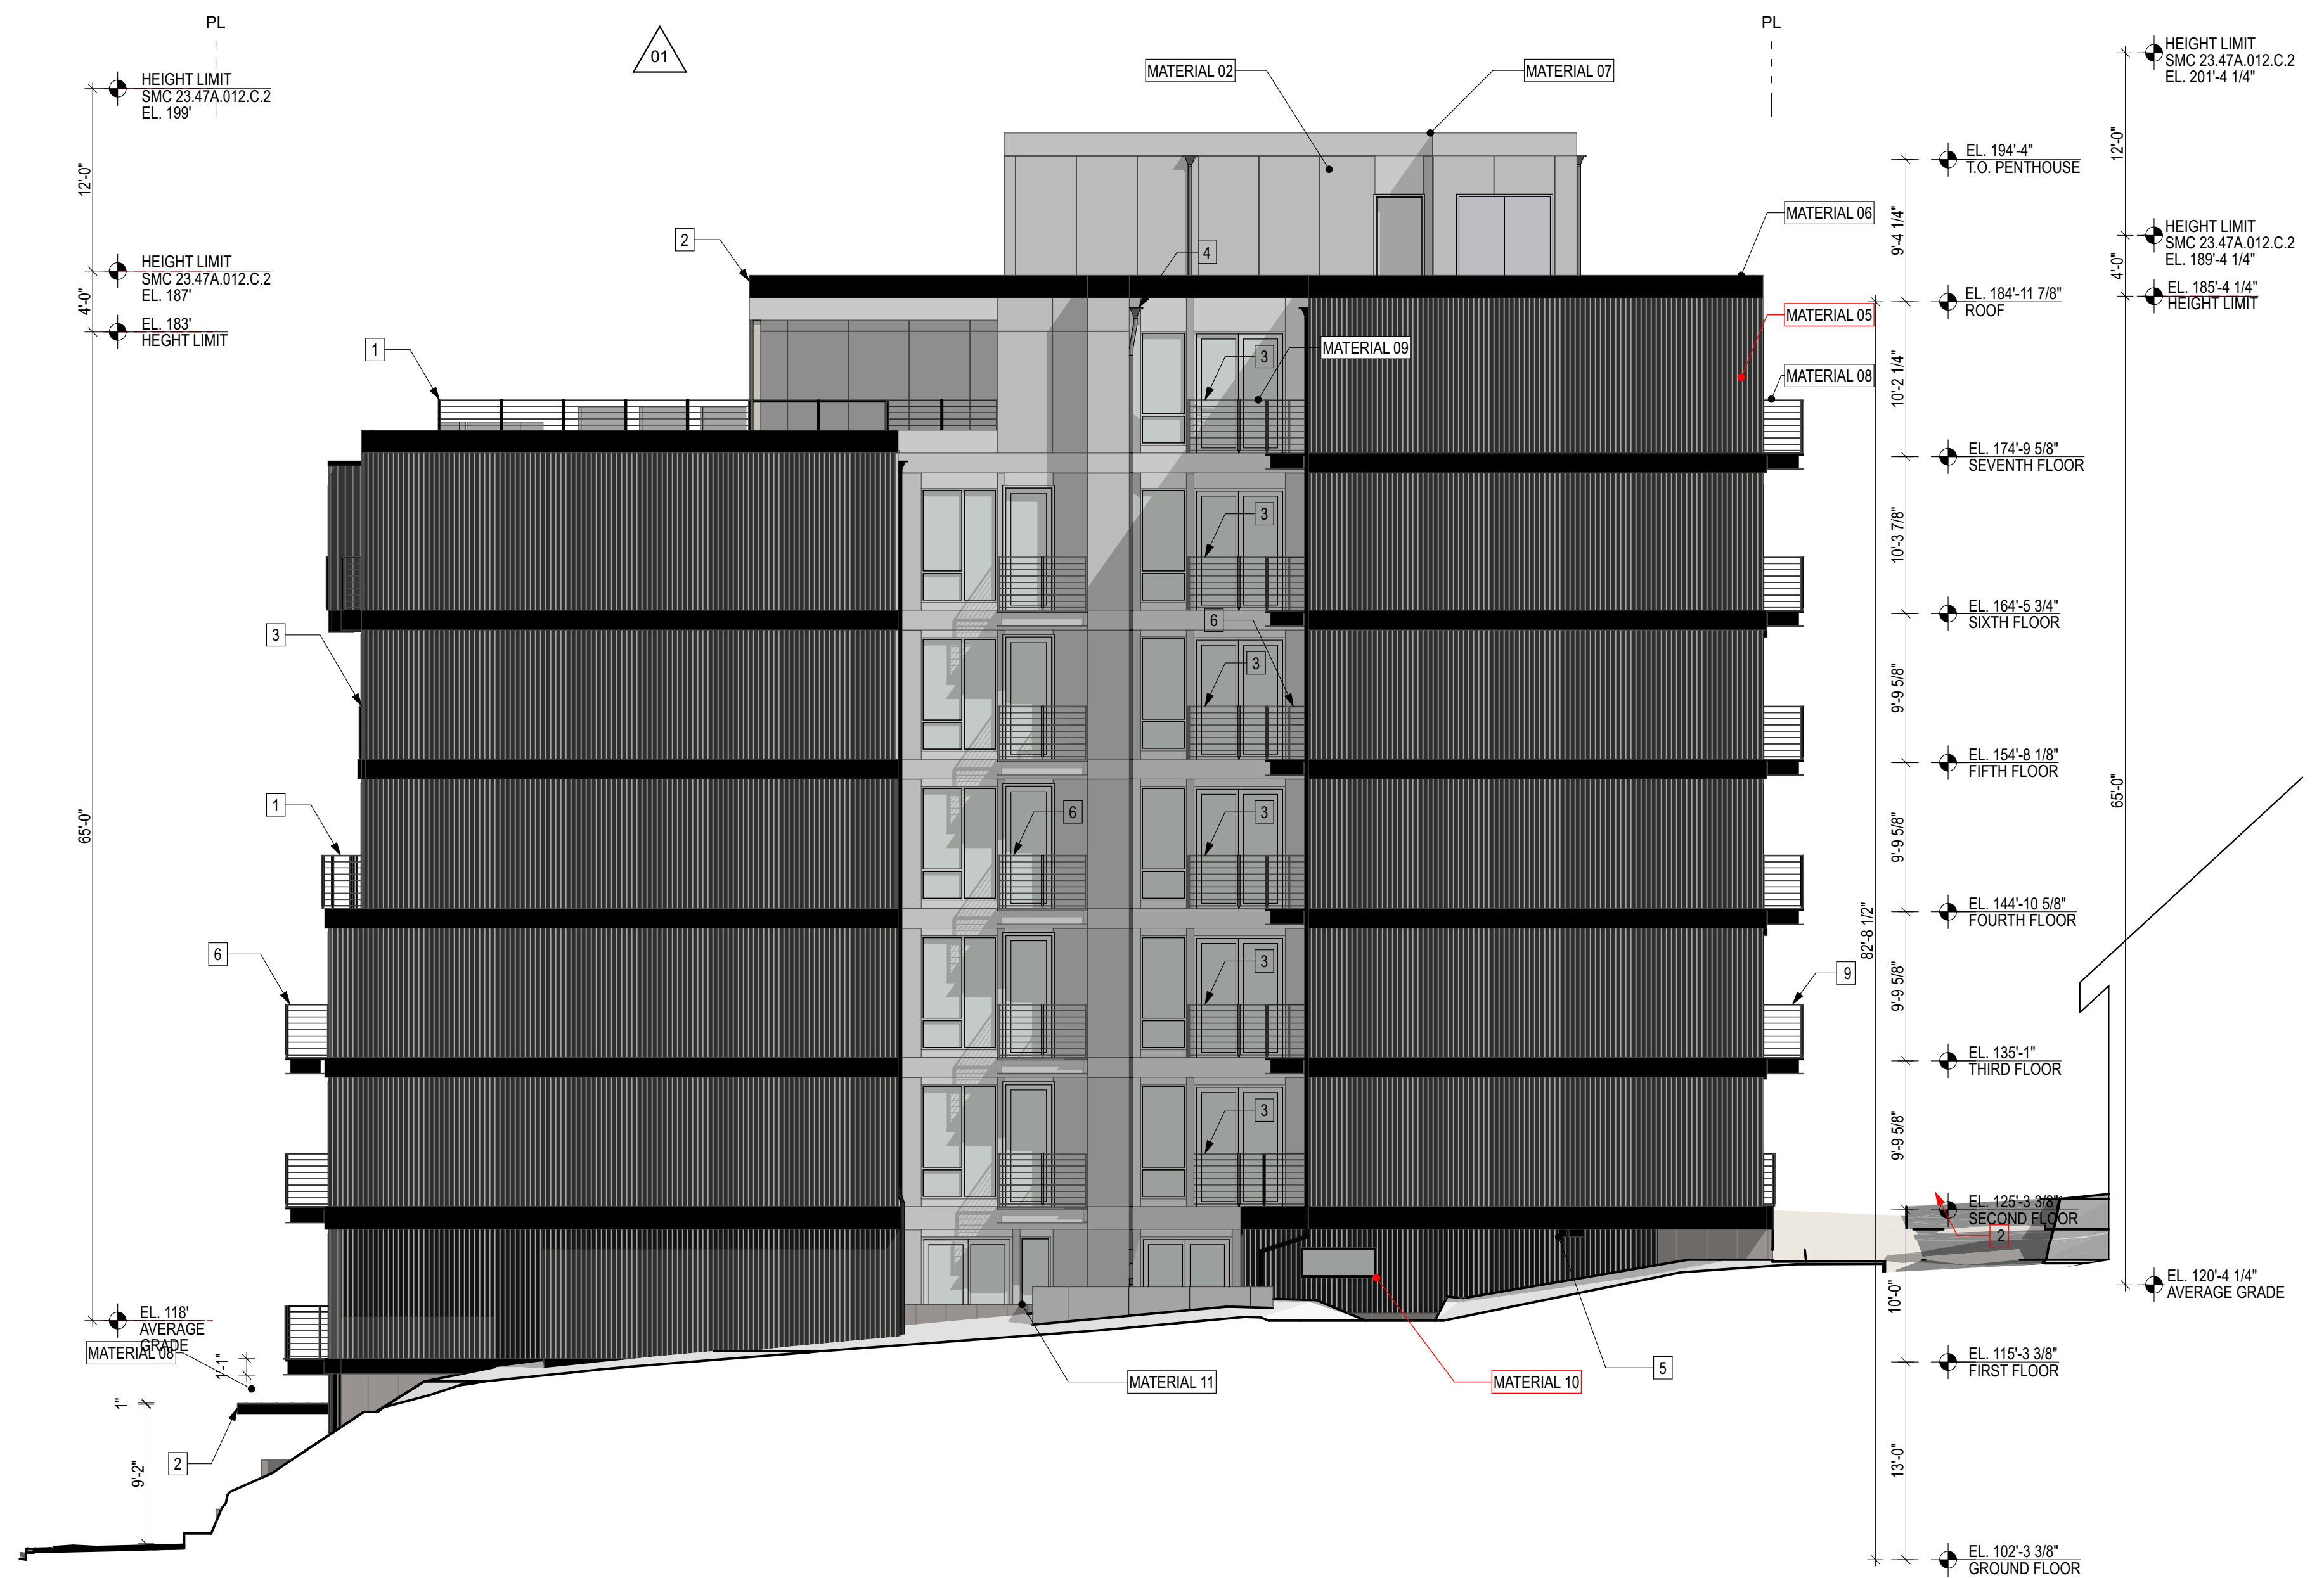 PL
PL
01
HEIGHT LIMIT
SMC 23.47A.012.C.2
EL. 199'
12'-0"
HEIGHT LIMIT
SMC 23.47A.012.C.2
EL. 187'
4'-0"
EL. 183'
HEGHT LIMIT
65'-0"
EL. 118'
AVERAGE
GRADE
MATERIAL 08
1'-1"
1"
9'-2"
2
1
3
1
6
2
MATERIAL 02
MATERIAL 07
4
MATERIAL 06
MATERIAL 05
MATERIAL 09
MATERIAL 08
3
3
6
3
6
3
3
3
9
5
2
MATERIAL 11
MATERIAL 10
EL. 194'-4"
T.O. PENTHOUSE
9'-4 1/4"
EL. 184'-11 7/8"
ROOF
10'-2 1/4"
EL. 174'-9 5/8"
SEVENTH FLOOR
10'-3 7/8"
EL. 164'-5 3/4"
SIXTH FLOOR
9'-9 5/8"
EL. 154'-8 1/8"
FIFTH FLOOR
9'-9 5/8"
EL. 144'-10 5/8"
FOURTH FLOOR
82'-8 1/2"
9'-9 5/8"
EL. 135'-1"
THIRD FLOOR
9'-9 5/8"
EL. 125'-3 3/8"
SECOND FLOOR
10'-0"
EL. 115'-3 3/8"
FIRST FLOOR
13'-0"
EL. 102'-3 3/8"
GROUND FLOOR
HEIGHT LIMIT
SMC 23.47A.012.C.2
EL. 201'-4 1/4"
12'-0"
HEIGHT LIMIT
SMC 23.47A.012.C.2
EL. 189'-4 1/4"
4'-0"
EL. 185'-4 1/4"
HEIGHT LIMIT
65'-0"
EL. 120'-4 1/4"
AVERAGE GRADE